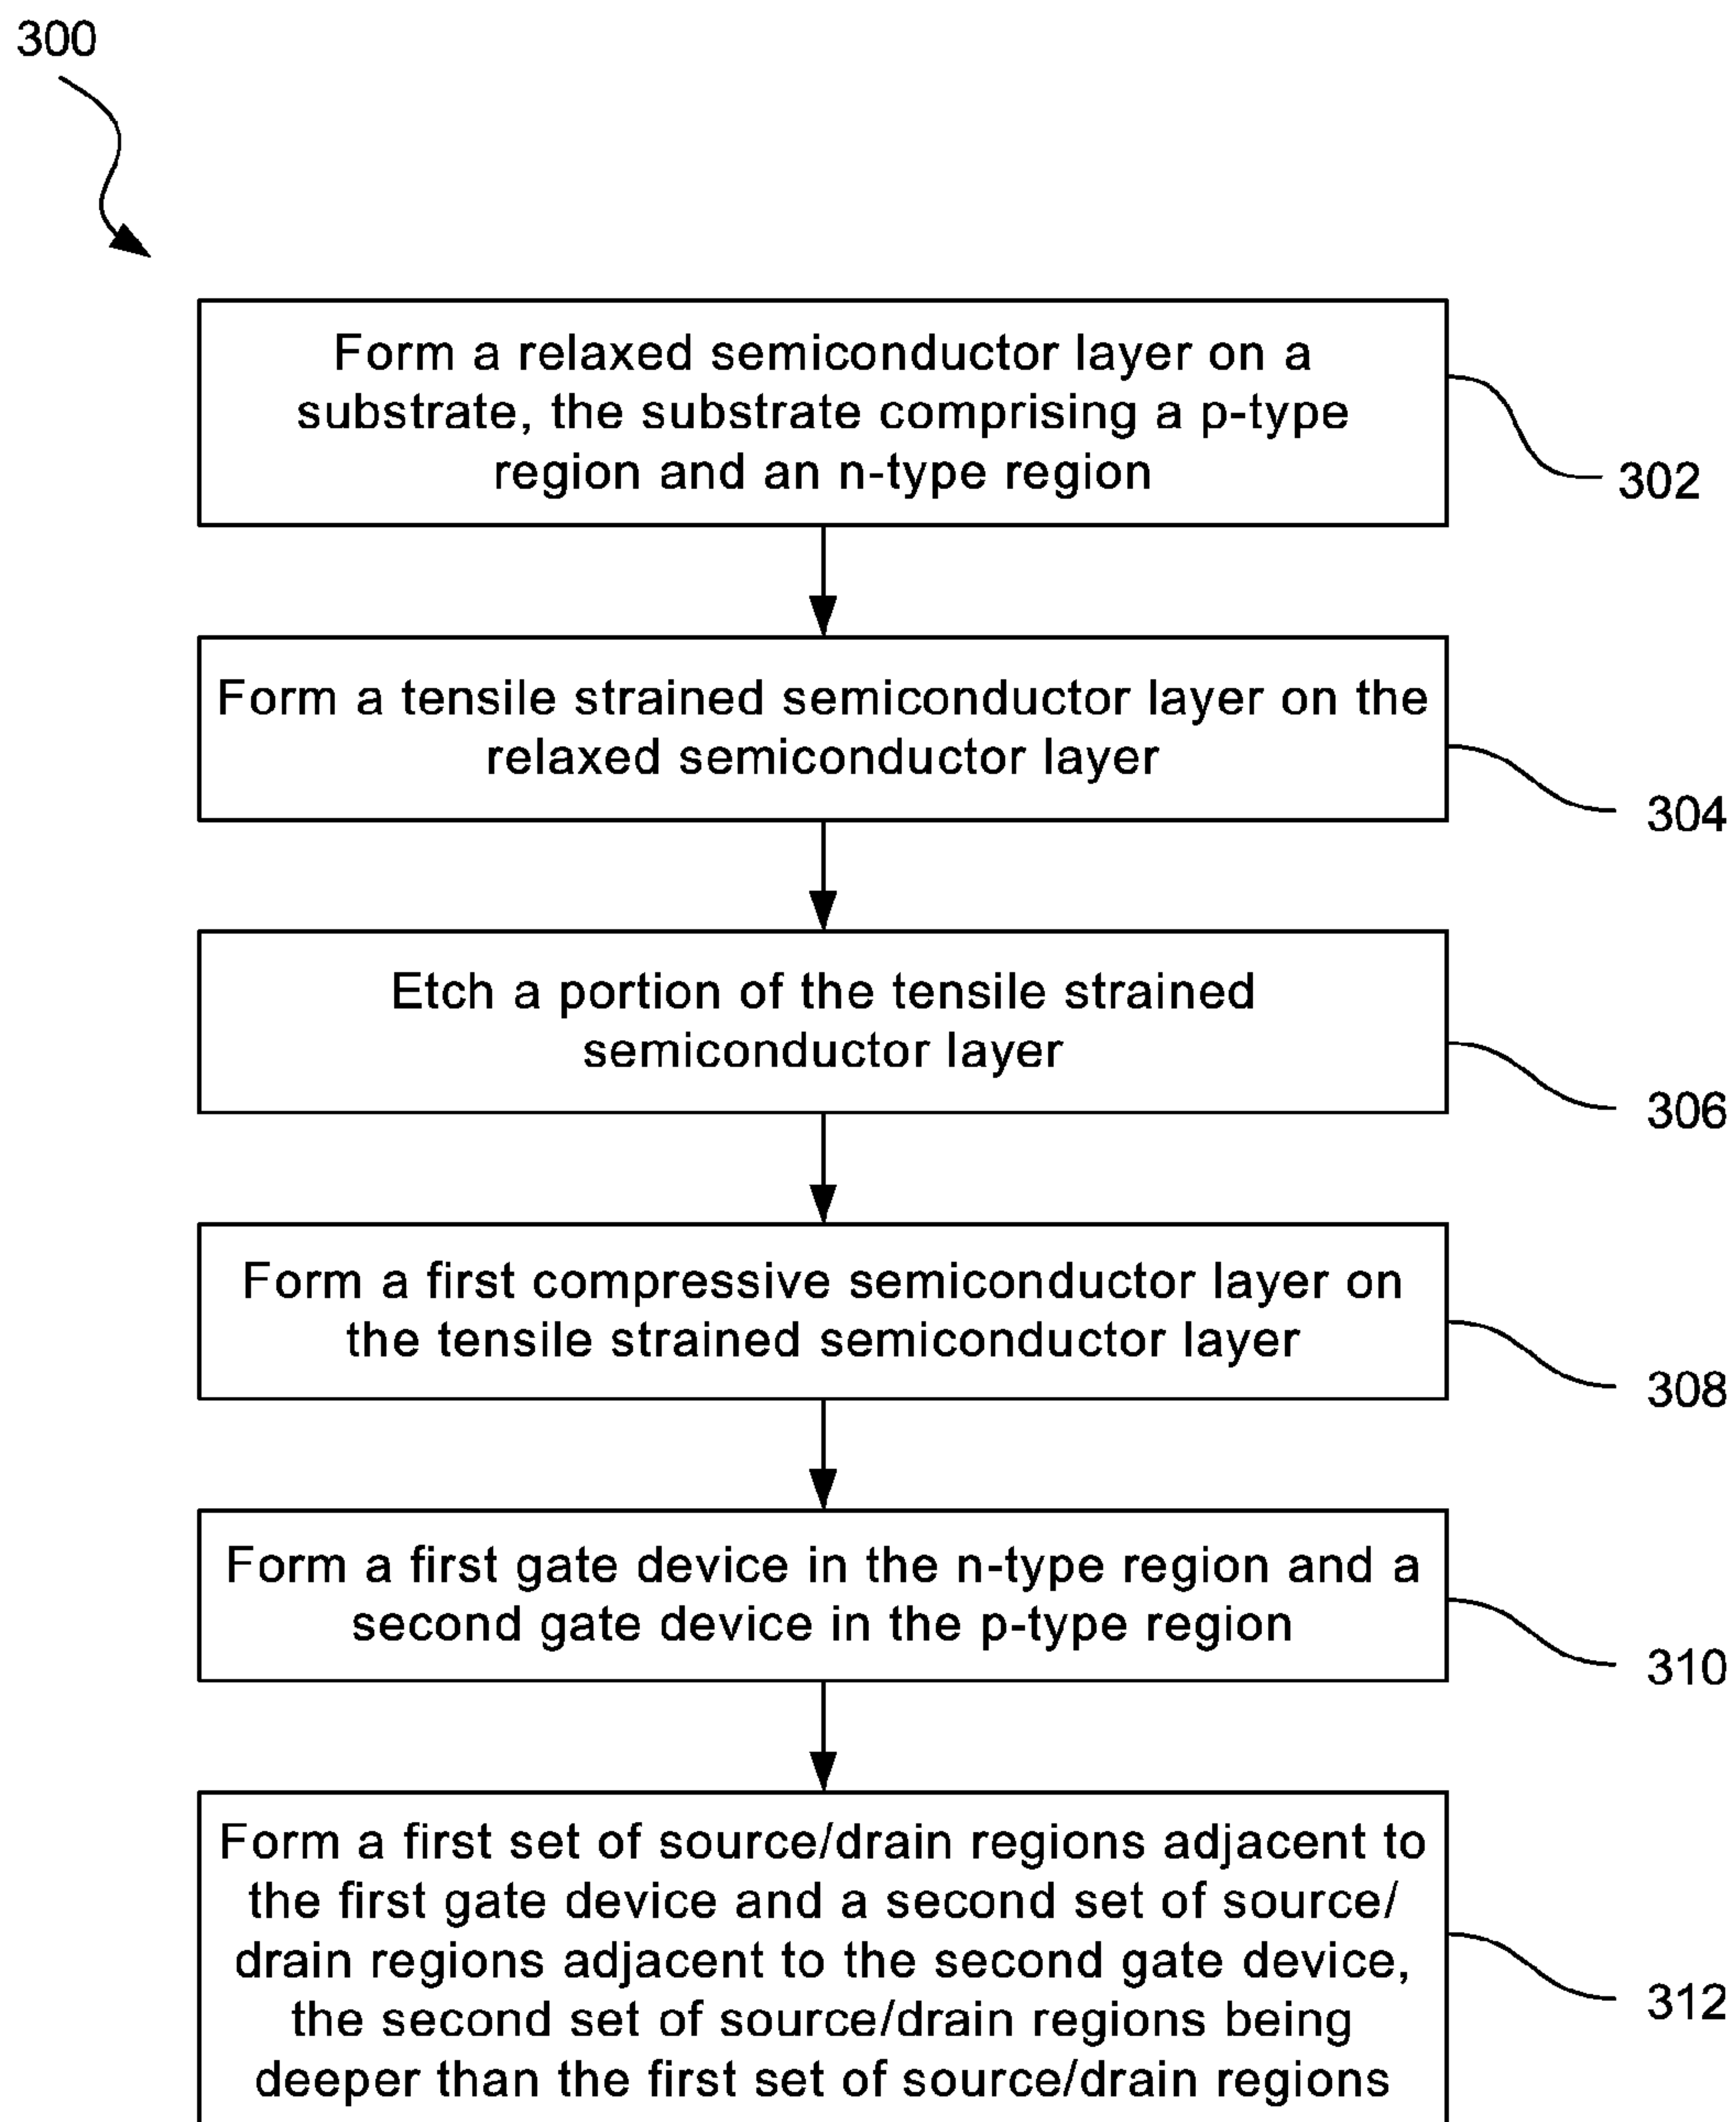 300
Form a relaxed semiconductor layer on a
substrate, the substrate comprising a p-type
region and an n-type region
302
Form a tensile strained semiconductor layer on the
relaxed semiconductor layer
304
Etch a portion of the tensile strained
semiconductor layer
306
Form a first compressive semiconductor layer on
the tensile strained semiconductor layer
308
Form a first gate device in the n-type region and a
second gate device in the p-type region
310
Form a first set of source/drain regions adjacent to
the first gate device and a second set of source/
drain regions adjacent to the second gate device,
the second set of source/drain regions being
deeper than the first set of source/drain regions
312